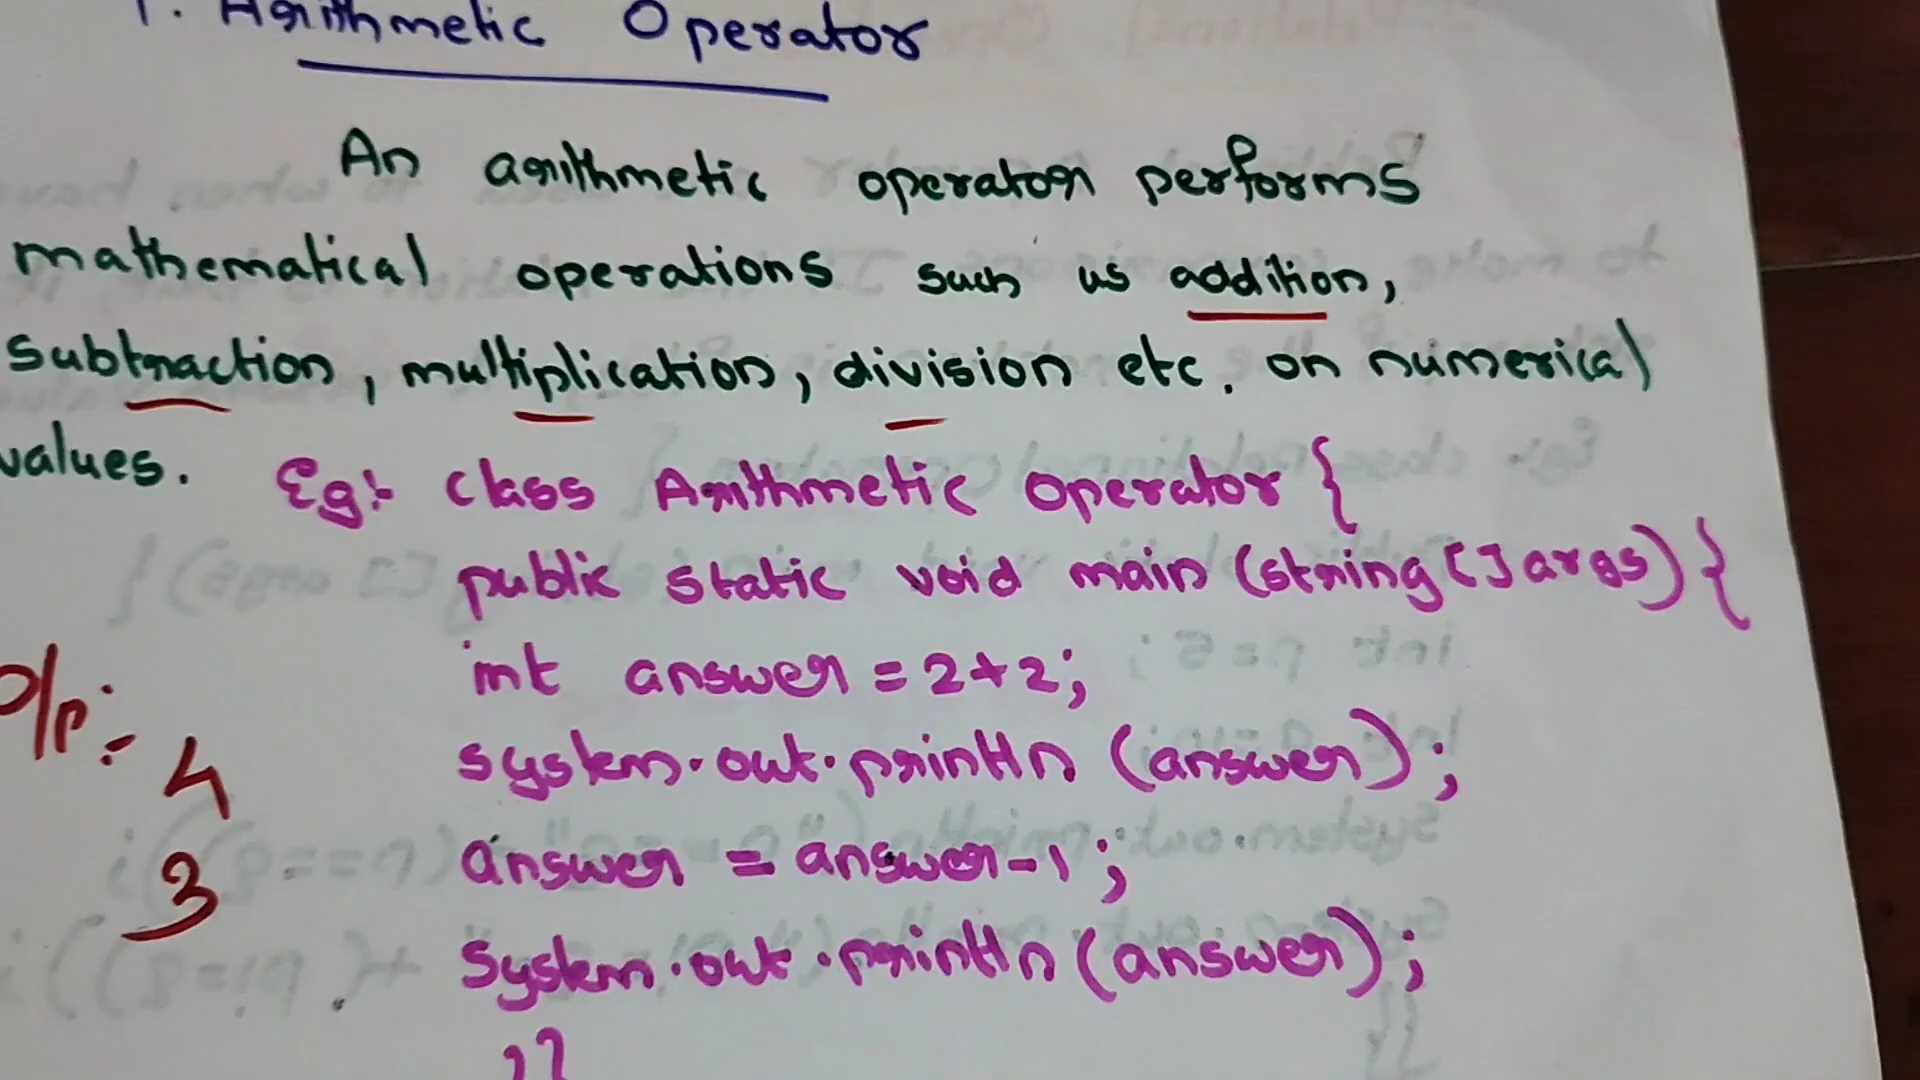 1. Arithmetic Operator
An arithmetic operator performs
mathematical operations such as addition,
subtraction, multiplication, division etc. on numerical
values. Eg:- class Arithmetic Operator {
public static void main (string [] args) {
int answer = 2+2;
system.out.println (answer);
O/p:- 4
answer = answer-1;
3
system.out.println (answer);
}}